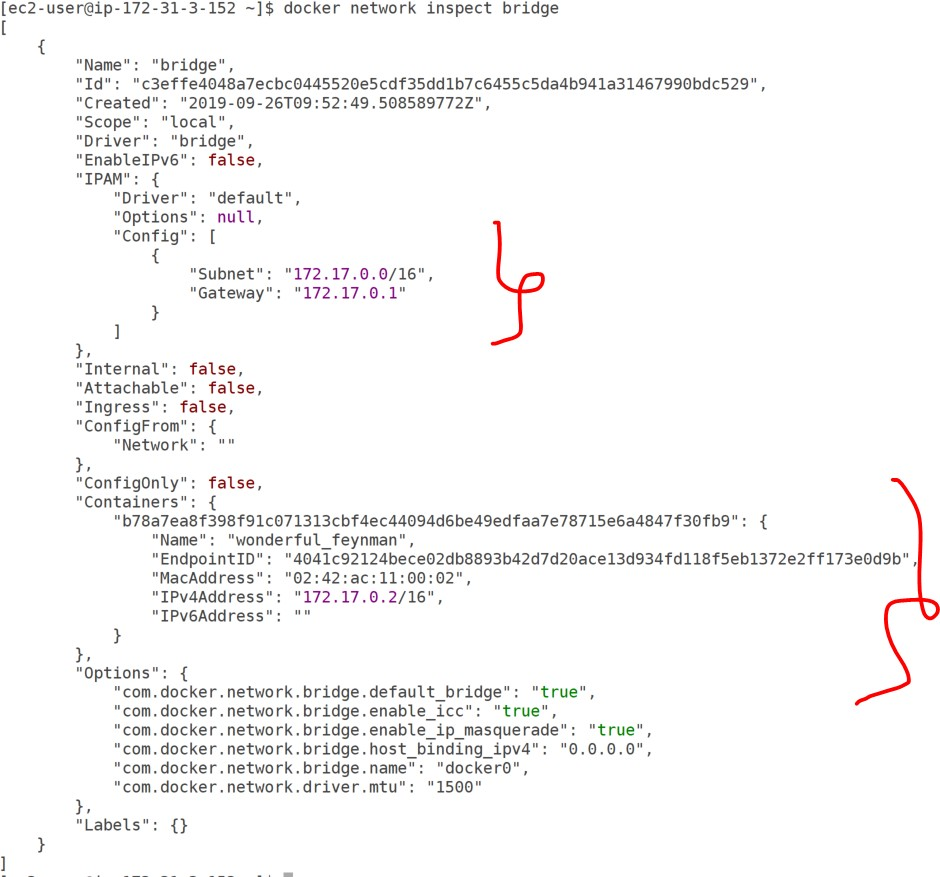 [ec2-user@ip-172-31-3-152 ~]$ docker network inspect bridge
[
    {
        "Name": "bridge",
        "Id": "c3effe4048a7ecbc0445520e5cdf35dd1b7c6455c5da4b941a31467990bdc529",
        "Created": "2019-09-26T09:52:49.508589772Z",
        "Scope": "local",
        "Driver": "bridge",
        "EnableIPv6": false,
        "IPAM": {
            "Driver": "default",
            "Options": null,
            "Config": [
                {
                    "Subnet": "172.17.0.0/16",
                    "Gateway": "172.17.0.1"
                }
            ]
        },
        "Internal": false,
        "Attachable": false,
        "Ingress": false,
        "ConfigFrom": {
            "Network": ""
        },
        "ConfigOnly": false,
        "Containers": {
            "b78a7ea8f398f91c071313cbf4ec44094d6be49edfaa7e78715e6a4847f30fb9": {
                "Name": "wonderful_feynman",
                "EndpointID": "4041c92124bece02db8893b42d7d20ace13d934fd118f5eb1372e2ff173e0d9b",
                "MacAddress": "02:42:ac:11:00:02",
                "IPv4Address": "172.17.0.2/16",
                "IPv6Address": ""
            }
        },
        "Options": {
            "com.docker.network.bridge.default_bridge": "true",
            "com.docker.network.bridge.enable_icc": "true",
            "com.docker.network.bridge.enable_ip_masquerade": "true",
            "com.docker.network.bridge.host_binding_ipv4": "0.0.0.0",
            "com.docker.network.bridge.name": "docker0",
            "com.docker.network.driver.mtu": "1500"
        },
        "Labels": {}
    }
]